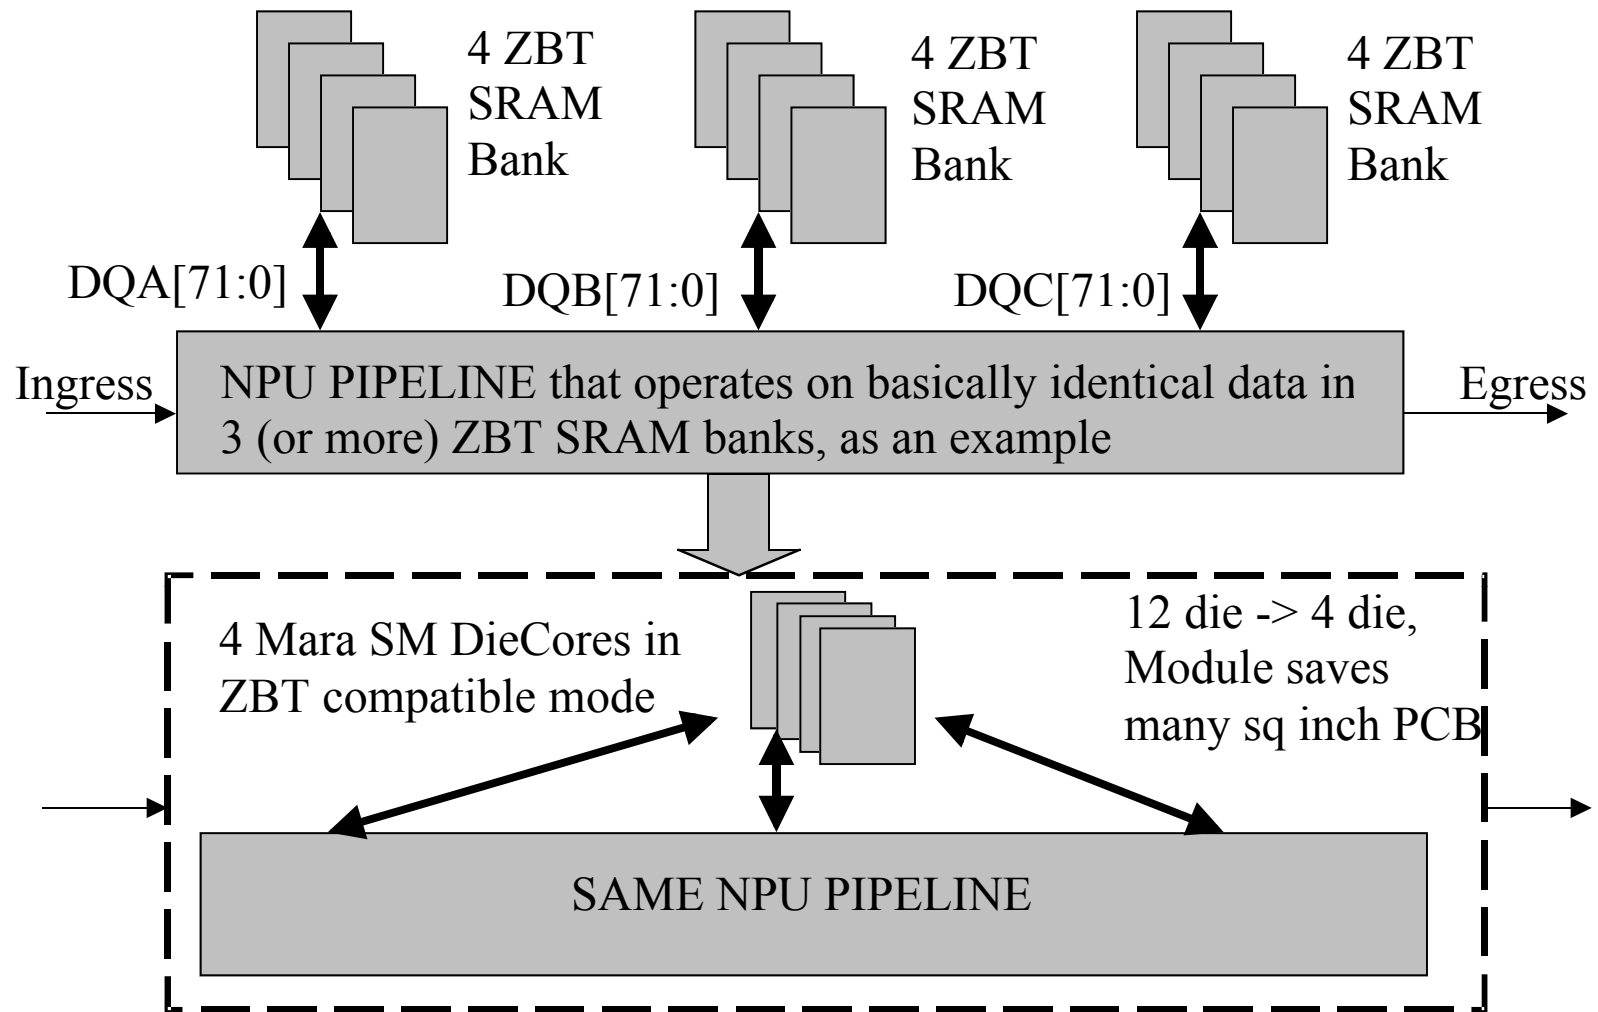 4 ZBT
SRAM
Bank
4 ZBT
SRAM
Bank
4 ZBT
SRAM
Bank
DQA[71:0]
DQB[71:0]
DQC[71:0]
Ingress
NPU PIPELINE that operates on basically identical data in
3 (or more) ZBT SRAM banks, as an example
Egress
4 Mara SM DieCores in
ZBT compatible mode
12 die -> 4 die,
Module saves
many sq inch PCB
SAME NPU PIPELINE